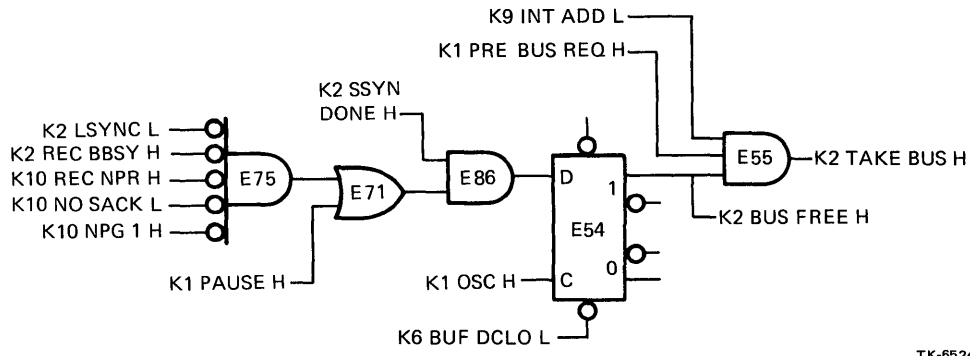 K9 INT ADD L
K1 PRE BUS REQ H
K2 SSYN
DONE H
K2 LSYNC L
K2 REC BBSY H
K10 REC NPR H
K10 NO SACK L
K10 NPG 1 H
E75
E71
K1 PAUSE H
E86
D
1
E54
0
C
K1 OSC H
K6 BUF DCLO L
E55
K2 TAKE BUS H
K2 BUS FREE H